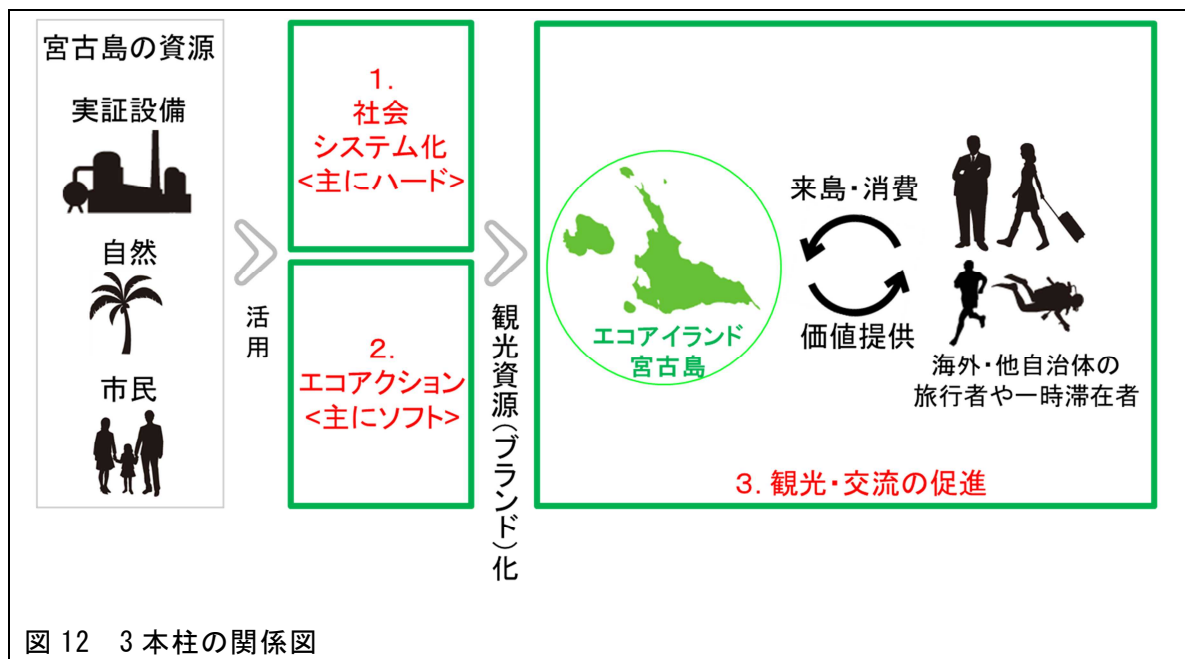 宮古島の資源
実証設備
自然
市民
活用
1.
社会
システム化
<主にハード>
2.
エコアクション
<主にソフト>
観光資源(ブランド)化
エコアイランド
宮古島
来島・消費
価値提供
海外・他自治体の
旅行者や一時滞在者
3.観光・交流の促進
図 12　3 本柱の関係図